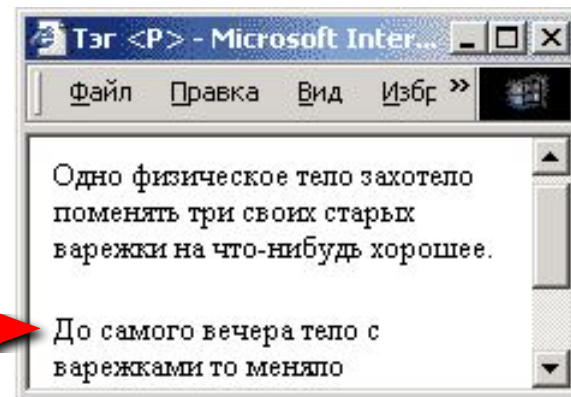 Тэг <P> - Microsoft Inter...
Файл Правка Вид Избр »
Одно физическое тело захотело
поменять три своих старых
варежки на что-нибудь хорошее.
До самого вечера тело с
варежками то меняло